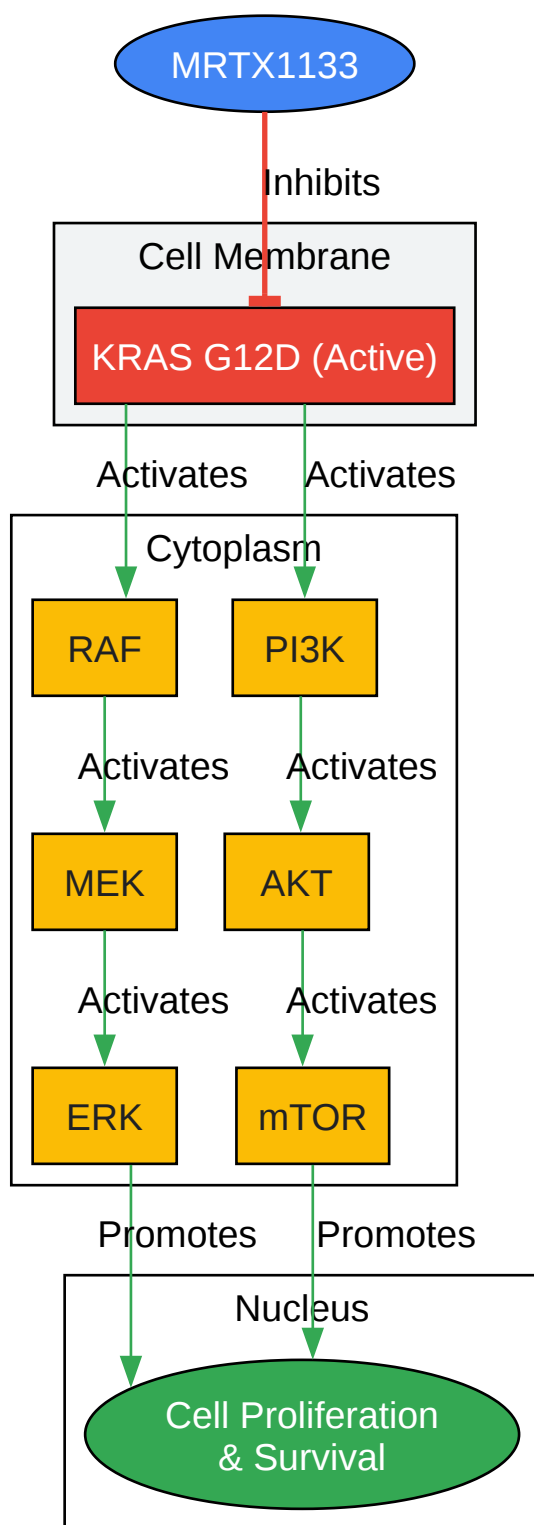 MRTX1133
Inhibits
Cell Membrane
KRAS G12D (Active)
Activates
Activates
Cytoplasm
RAF
PI3K
Activates
Activates
MEK
AKT
Activates
Activates
ERK
mTOR
Promotes
Promotes
Nucleus
Cell Proliferation
& Survival